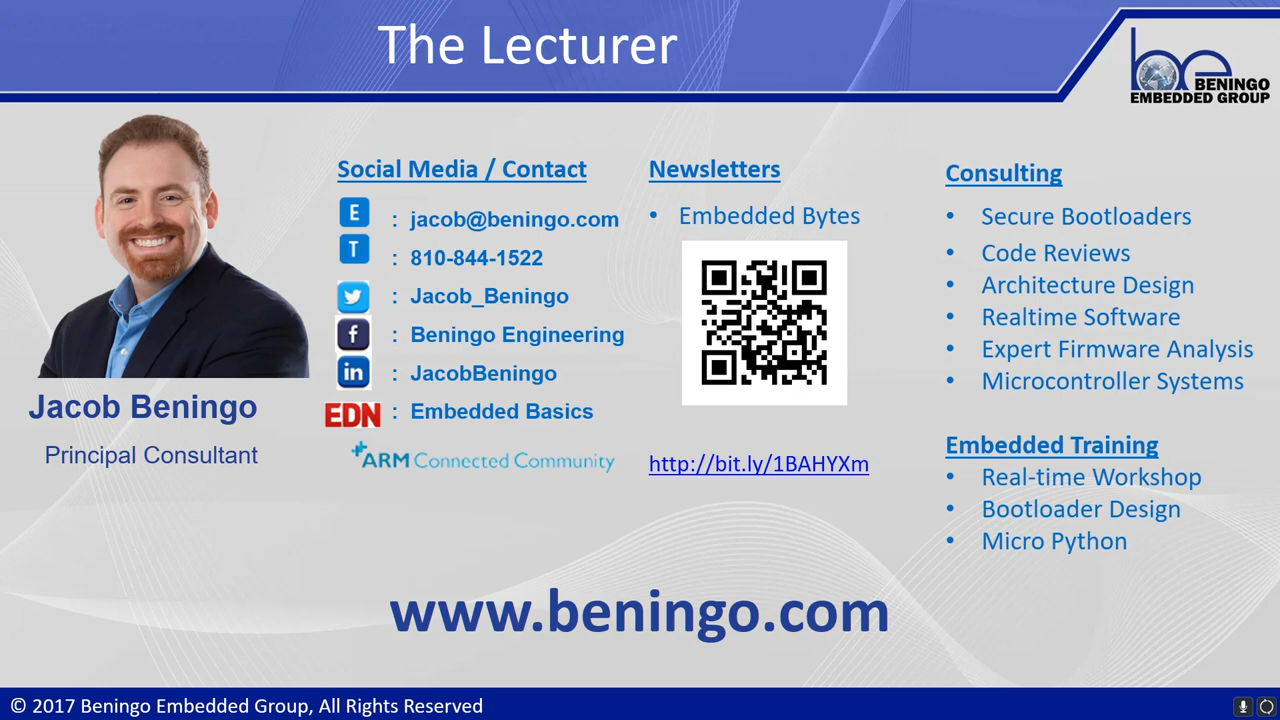 The Lecturer
be
BENINGO
EMBEDDED GROUP
Jacob Beningo
Principal Consultant
Social Media / Contact
E : jacob@beningo.com
T : 810-844-1522
: Jacob_Beningo
f : Beningo Engineering
in : JacobBeningo
EDN : Embedded Basics
ARM Connected Community
Newsletters
• Embedded Bytes
http://bit.ly/1BAHYXm
Consulting
• Secure Bootloaders
• Code Reviews
• Architecture Design
• Realtime Software
• Expert Firmware Analysis
• Microcontroller Systems
Embedded Training
• Real-time Workshop
• Bootloader Design
• Micro Python
www.beningo.com
© 2017 Beningo Embedded Group, All Rights Reserved